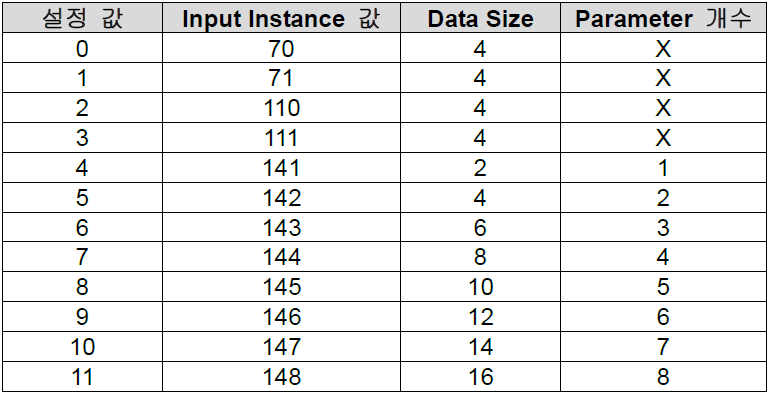 설정 값 Input Instance 값 Data Size Parameter 개수
0 70 4 X
1 71 4 X
2 110 4 X
3 111 4 X
4 141 2 1
5 142 4 2
6 143 6 3
7 144 8 4
8 145 10 5
9 146 12 6
10 147 14 7
11 148 16 8